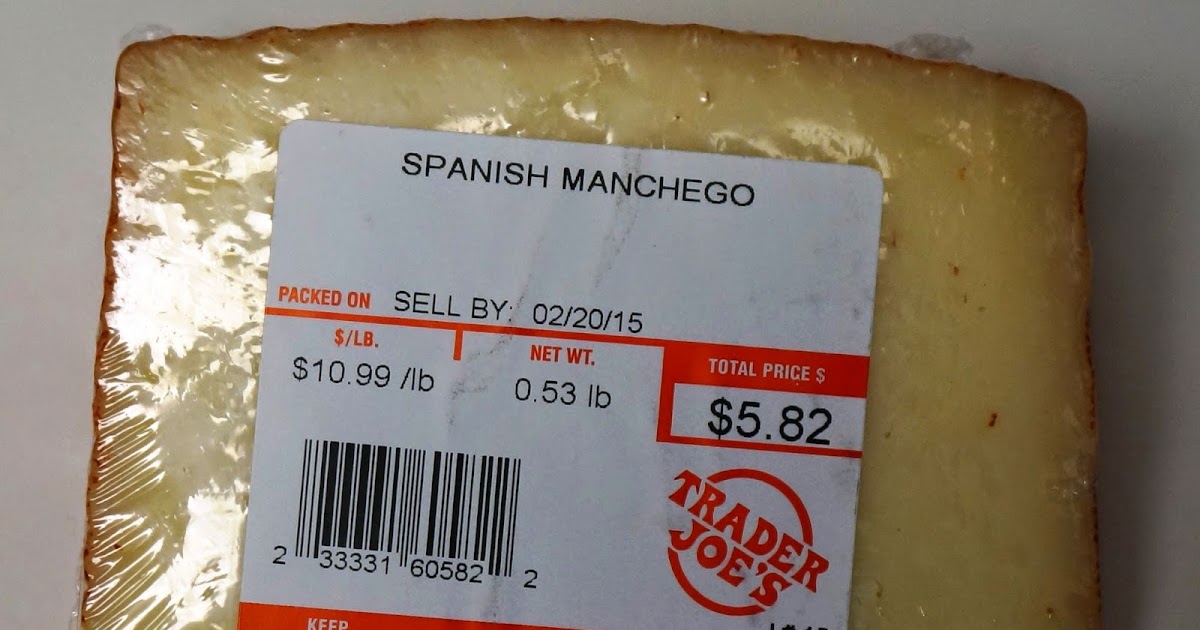 SPANISH MANCHEGO
PACKED ON SELL BY: 02/20/15
$/LB. NET WT. TOTAL PRICE $
$10.99 /lb 0.53 lb $5.82
TRADER
JOE'S
2 33331 60582 2
KEEP